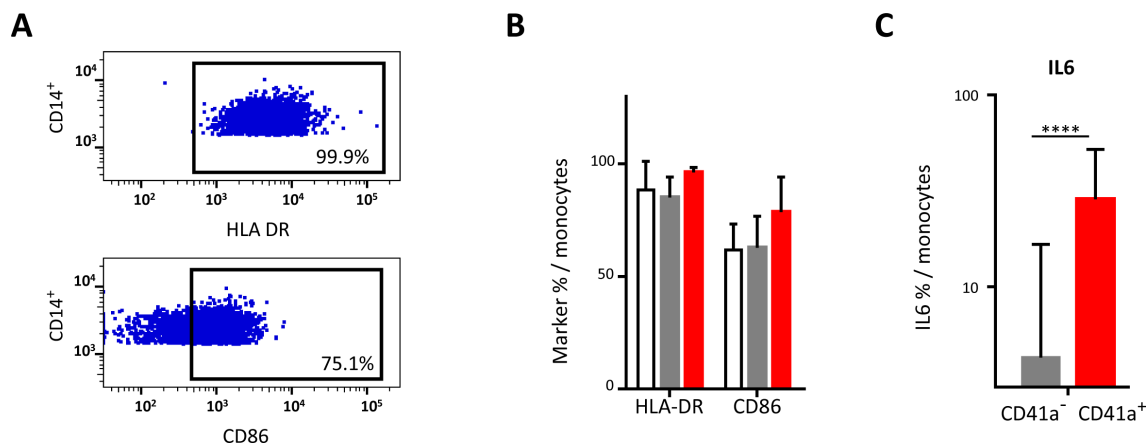 A
CD14⁺
10⁴
10³
99.9%
10² 10³ 10⁴ 10⁵
HLA DR
CD14⁺
10⁴
10³
75.1%
10² 10³ 10⁴ 10⁵
CD86
B
Marker % / monocytes
100
50
0
HLA-DR CD86
C
IL6
IL6 % / monocytes
100
10
****
CD41a⁻ CD41a⁺